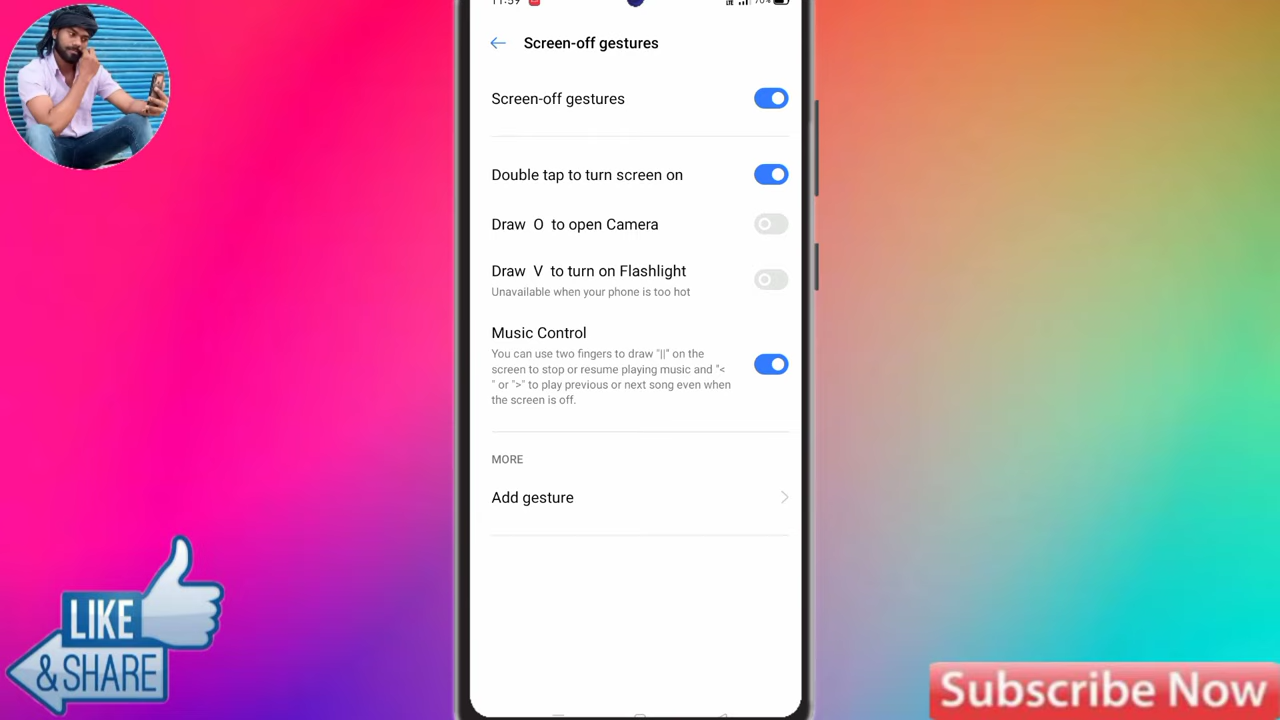 11:59
70%
Screen-off gestures
Screen-off gestures
Double tap to turn screen on
Draw O to open Camera
Draw V to turn on Flashlight
Unavailable when your phone is too hot
Music Control
You can use two fingers to draw "||" on the
screen to stop or resume playing music and "<
" or ">" to play previous or next song even when
the screen is off.
MORE
Add gesture
LIKE
& SHARE
Subscribe Now